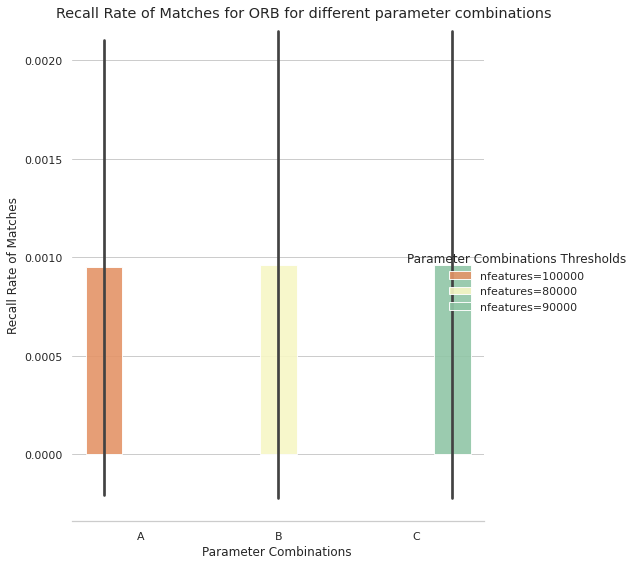 Recall Rate of Matches for ORB for different parameter combinations
0.0020
0.0015
0.0010
0.0005
0.0000
Recall Rate of Matches
Parameter Combinations Thresholds
nfeatures=100000
nfeatures=80000
nfeatures=90000
A B C
Parameter Combinations